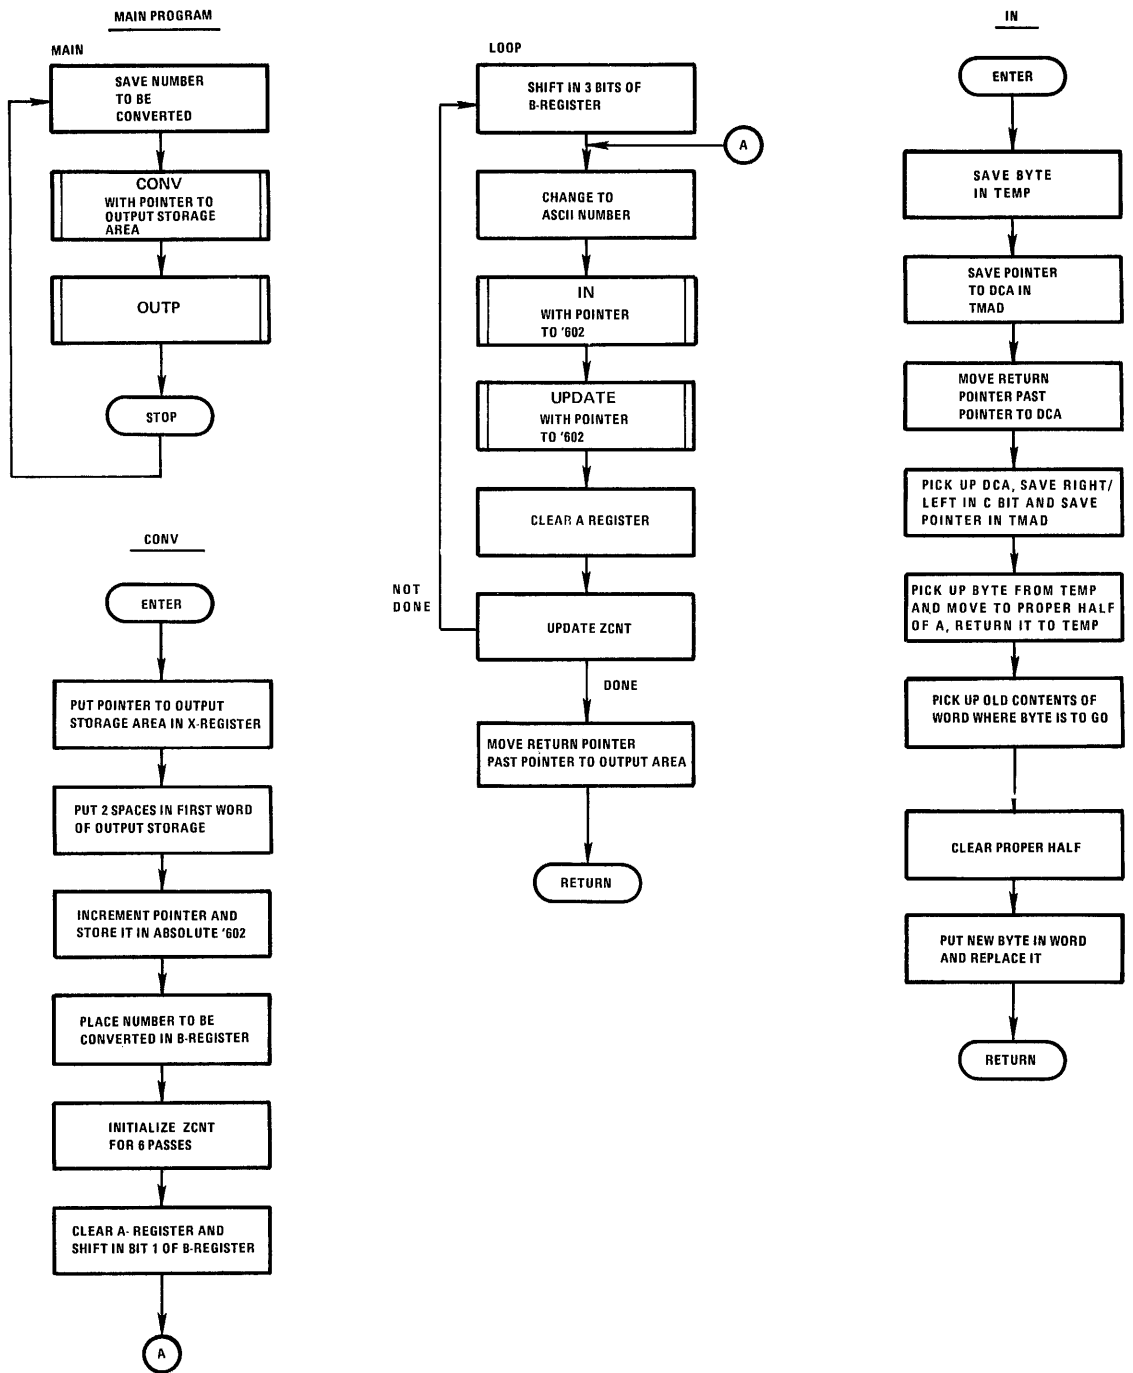 MAIN PROGRAM
MAIN
SAVE NUMBER
TO BE
CONVERTED
CONV
WITH POINTER TO
OUTPUT STORAGE
AREA
OUTP
STOP
CONV
ENTER
PUT POINTER TO OUTPUT
STORAGE AREA IN X-REGISTER
PUT 2 SPACES IN FIRST WORD
OF OUTPUT STORAGE
INCREMENT POINTER AND
STORE IT IN ABSOLUTE '602
PLACE NUMBER TO BE
CONVERTED IN B-REGISTER
INITIALIZE ZCNT
FOR 6 PASSES
CLEAR A- REGISTER AND
SHIFT IN BIT 1 OF B-REGISTER
A
LOOP
SHIFT IN 3 BITS OF
B-REGISTER
A
CHANGE TO
ASCII NUMBER
IN
WITH POINTER
TO '602
UPDATE
WITH POINTER
TO '602
CLEAR A REGISTER
NOT
DONE
UPDATE ZCNT
DONE
MOVE RETURN POINTER
PAST POINTER TO OUTPUT AREA
RETURN
IN
ENTER
SAVE BYTE
IN TEMP
SAVE POINTER
TO DCA IN
TMAD
MOVE RETURN
POINTER PAST
POINTER TO DCA
PICK UP DCA, SAVE RIGHT/
LEFT IN C BIT AND SAVE
POINTER IN TMAD
PICK UP BYTE FROM TEMP
AND MOVE TO PROPER HALF
OF A, RETURN IT TO TEMP
PICK UP OLD CONTENTS OF
WORD WHERE BYTE IS TO GO
CLEAR PROPER HALF
PUT NEW BYTE IN WORD
AND REPLACE IT
RETURN